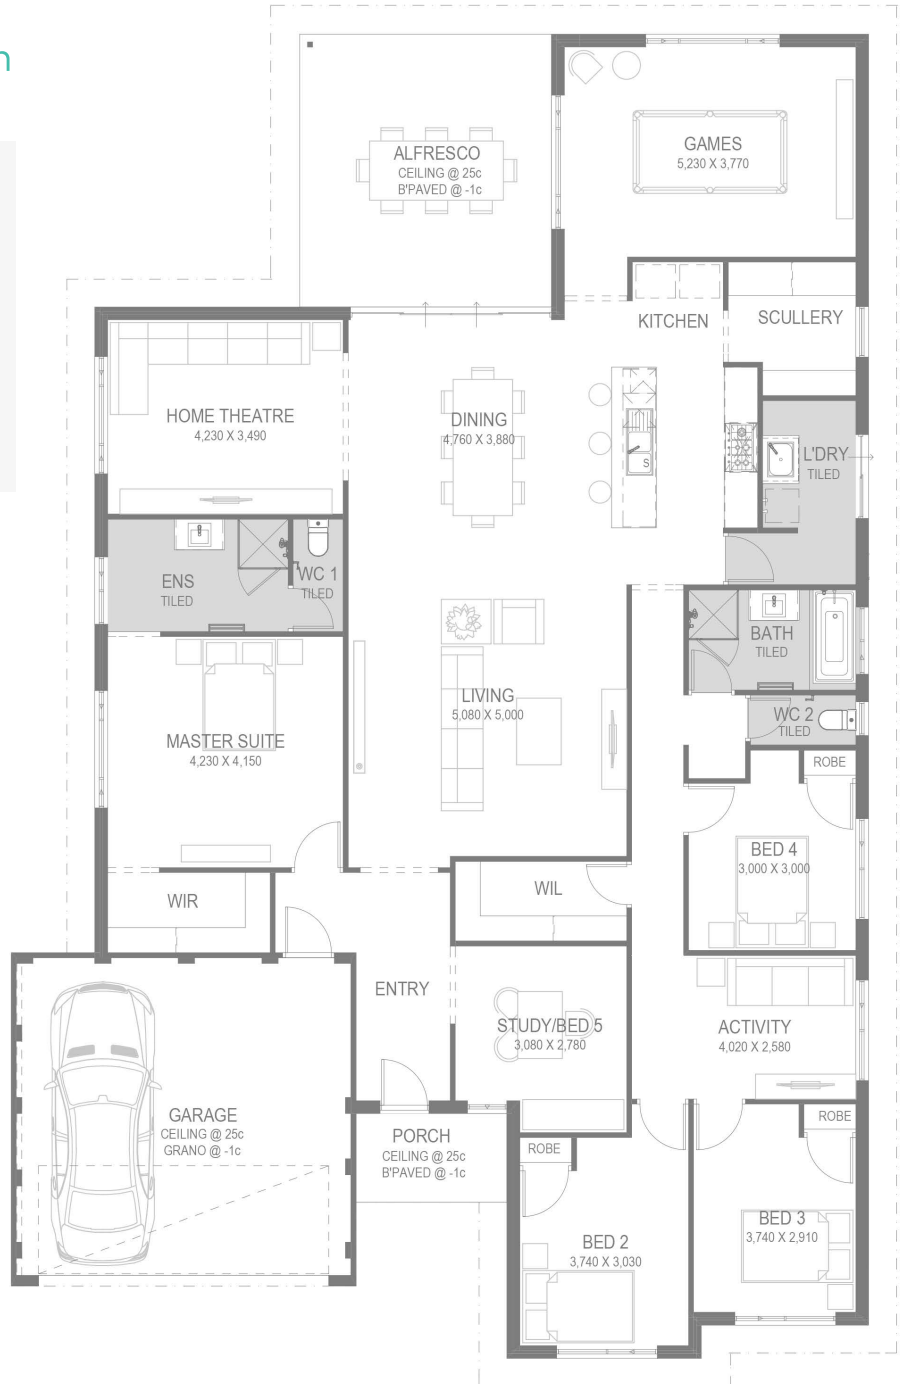 n
GAMES
5,230 X 3,770
ALFRESCO
CEILING @ 25c
B'PAVED @ -1c
KITCHEN
SCULLERY
HOME THEATRE
4,230 X 3,490
DINING
4,760 X 3,880
S
L'DRY
TILED
ENS
TILED
WC 1
TILED
BATH
TILED
LIVING
5,080 X 5,000
WC 2
TILED
MASTER SUITE
4,230 X 4,150
ROBE
BED 4
3,000 X 3,000
WIR
WIL
ENTRY
STUDY/BED 5
3,080 X 2,780
ACTIVITY
4,020 X 2,580
GARAGE
CEILING @ 25c
GRANO @ -1c
PORCH
CEILING @ 25c
B'PAVED @ -1c
ROBE
ROBE
BED 2
3,740 X 3,030
BED 3
3,740 X 2,910